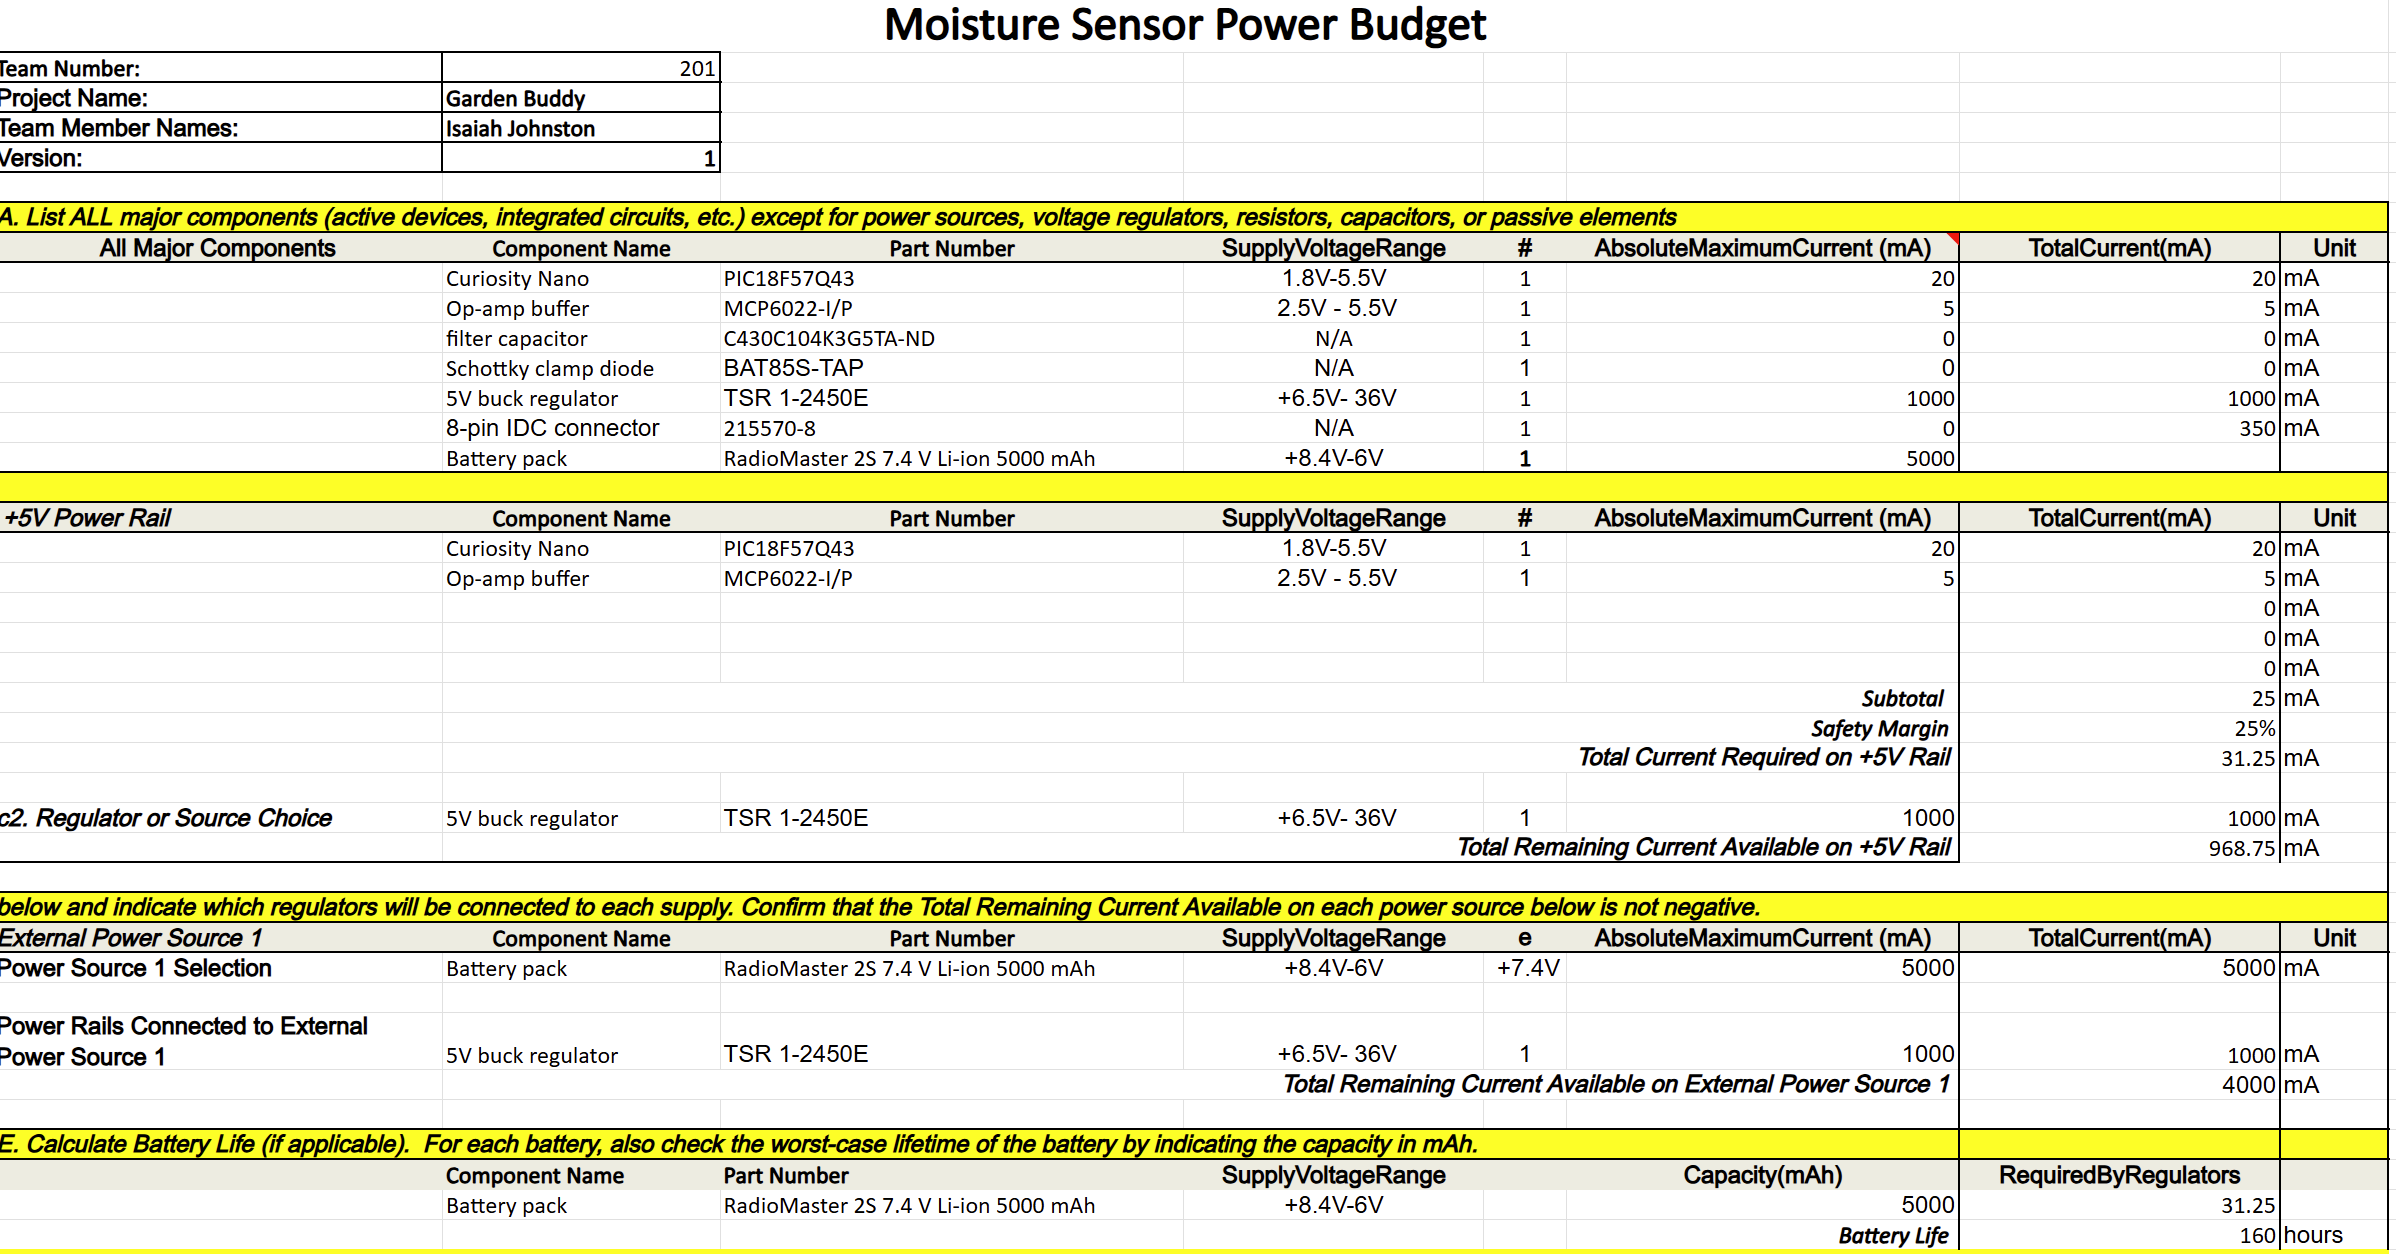 Moisture Sensor Power Budget
Team Number: 201
Project Name: Garden Buddy
Team Member Names: Isaiah Johnston
Version: 1
A. List ALL major components (active devices, integrated circuits, etc.) except for power sources, voltage regulators, resistors, capacitors, or passive elements
All Major Components Component Name Part Number SupplyVoltageRange # AbsoluteMaximumCurrent (mA) TotalCurrent(mA) Unit
Curiosity Nano PIC18F57Q43 1.8V-5.5V 1 20 20 mA
Op-amp buffer MCP6022-I/P 2.5V - 5.5V 1 5 5 mA
filter capacitor C430C104K3G5TA-ND N/A 1 0 0 mA
Schottky clamp diode BAT85S-TAP N/A 1 0 0 mA
5V buck regulator TSR 1-2450E +6.5V- 36V 1 1000 1000 mA
8-pin IDC connector 215570-8 N/A 1 0 350 mA
Battery pack RadioMaster 2S 7.4 V Li-ion 5000 mAh +8.4V-6V 1 5000
+5V Power Rail Component Name Part Number SupplyVoltageRange # AbsoluteMaximumCurrent (mA) TotalCurrent(mA) Unit
Curiosity Nano PIC18F57Q43 1.8V-5.5V 1 20 20 mA
Op-amp buffer MCP6022-I/P 2.5V - 5.5V 1 5 5 mA
0 mA
0 mA
0 mA
Subtotal 25 mA
Safety Margin 25%
Total Current Required on +5V Rail 31.25 mA
c2. Regulator or Source Choice 5V buck regulator TSR 1-2450E +6.5V- 36V 1 1000 1000 mA
Total Remaining Current Available on +5V Rail 968.75 mA
below and indicate which regulators will be connected to each supply. Confirm that the Total Remaining Current Available on each power source below is not negative.
External Power Source 1 Component Name Part Number SupplyVoltageRange e AbsoluteMaximumCurrent (mA) TotalCurrent(mA) Unit
Power Source 1 Selection Battery pack RadioMaster 2S 7.4 V Li-ion 5000 mAh +8.4V-6V +7.4V 5000 5000 mA
Power Rails Connected to External
Power Source 1 5V buck regulator TSR 1-2450E +6.5V- 36V 1 1000 1000 mA
Total Remaining Current Available on External Power Source 1 4000 mA
E. Calculate Battery Life (if applicable). For each battery, also check the worst-case lifetime of the battery by indicating the capacity in mAh.
Component Name Part Number SupplyVoltageRange Capacity(mAh) RequiredByRegulators
Battery pack RadioMaster 2S 7.4 V Li-ion 5000 mAh +8.4V-6V 5000 31.25
Battery Life 160 hours